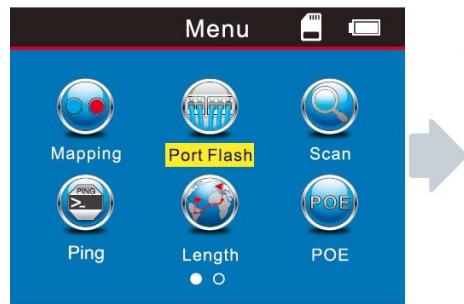 Menu
Mapping
Port Flash
Scan
PING
>_
POE
Ping
Length
POE